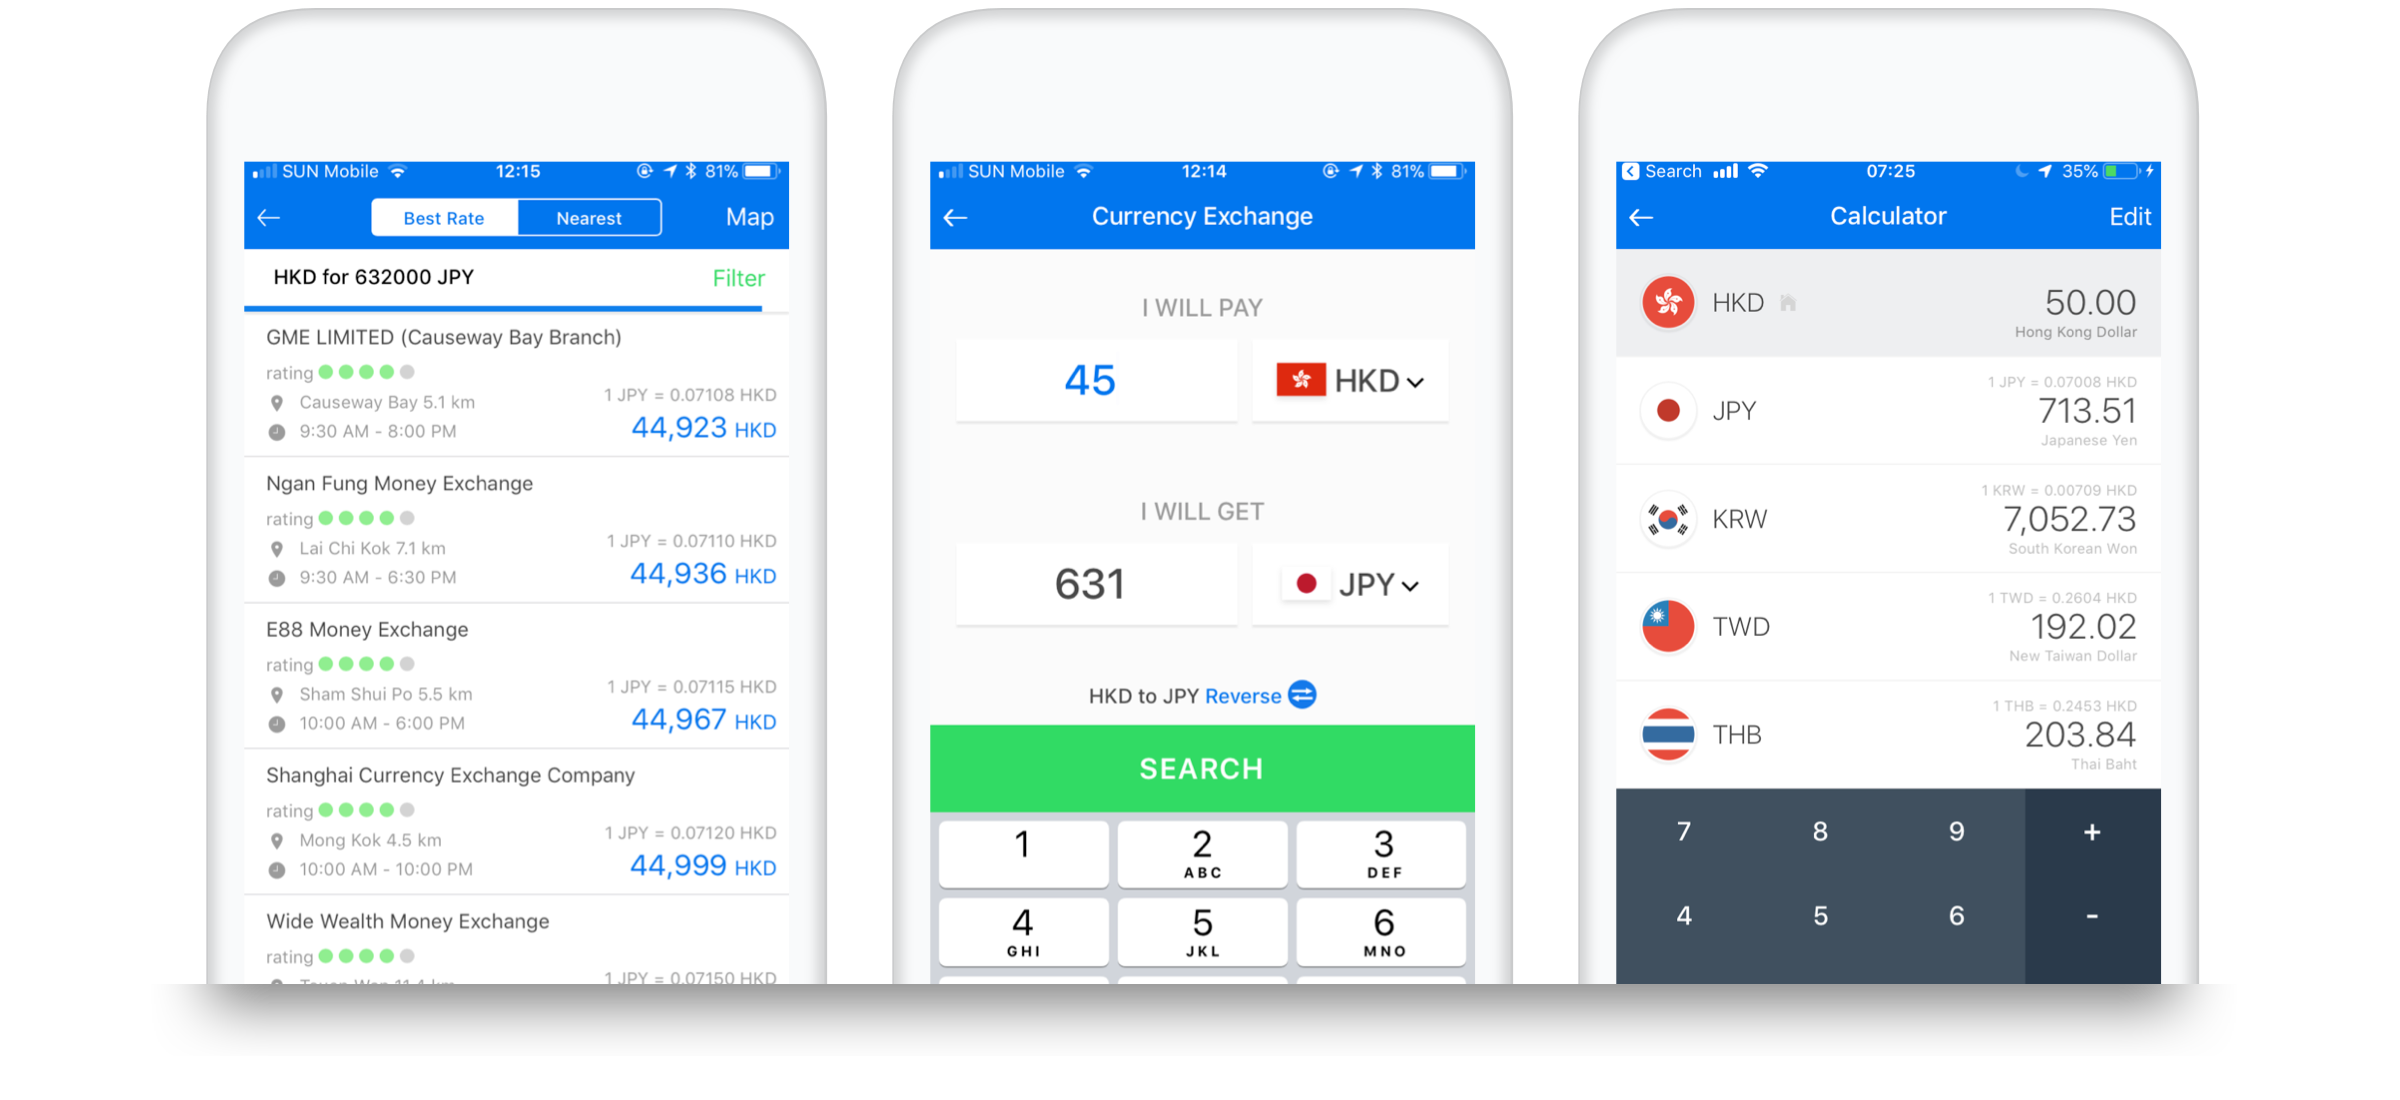 SUN Mobile 12:15 81%
Best Rate Nearest Map
HKD for 632000 JPY Filter
GME LIMITED (Causeway Bay Branch)
rating
Causeway Bay 5.1 km 1 JPY = 0.07108 HKD
9:30 AM - 8:00 PM 44,923 HKD
Ngan Fung Money Exchange
rating
Lai Chi Kok 7.1 km 1 JPY = 0.07110 HKD
9:30 AM - 6:30 PM 44,936 HKD
E88 Money Exchange
rating
Sham Shui Po 5.5 km 1 JPY = 0.07115 HKD
10:00 AM - 6:00 PM 44,967 HKD
Shanghai Currency Exchange Company
rating
Mong Kok 4.5 km 1 JPY = 0.07120 HKD
10:00 AM - 10:00 PM 44,999 HKD
Wide Wealth Money Exchange
rating
1 JPY = 0.07150 HKD
SUN Mobile 12:14 81%
Currency Exchange
I WILL PAY
45 HKD
I WILL GET
631 JPY
HKD to JPY Reverse
SEARCH
1 2 3
ABC DEF
4 5 6
GHI JKL MNO
Search 07:25 35%
Calculator Edit
HKD 50.00
Hong Kong Dollar
1 JPY = 0.07008 HKD
JPY 713.51
Japanese Yen
1 KRW = 0.00709 HKD
KRW 7,052.73
South Korean Won
1 TWD = 0.2604 HKD
TWD 192.02
New Taiwan Dollar
1 THB = 0.2453 HKD
THB 203.84
Thai Baht
7 8 9 +
4 5 6 -